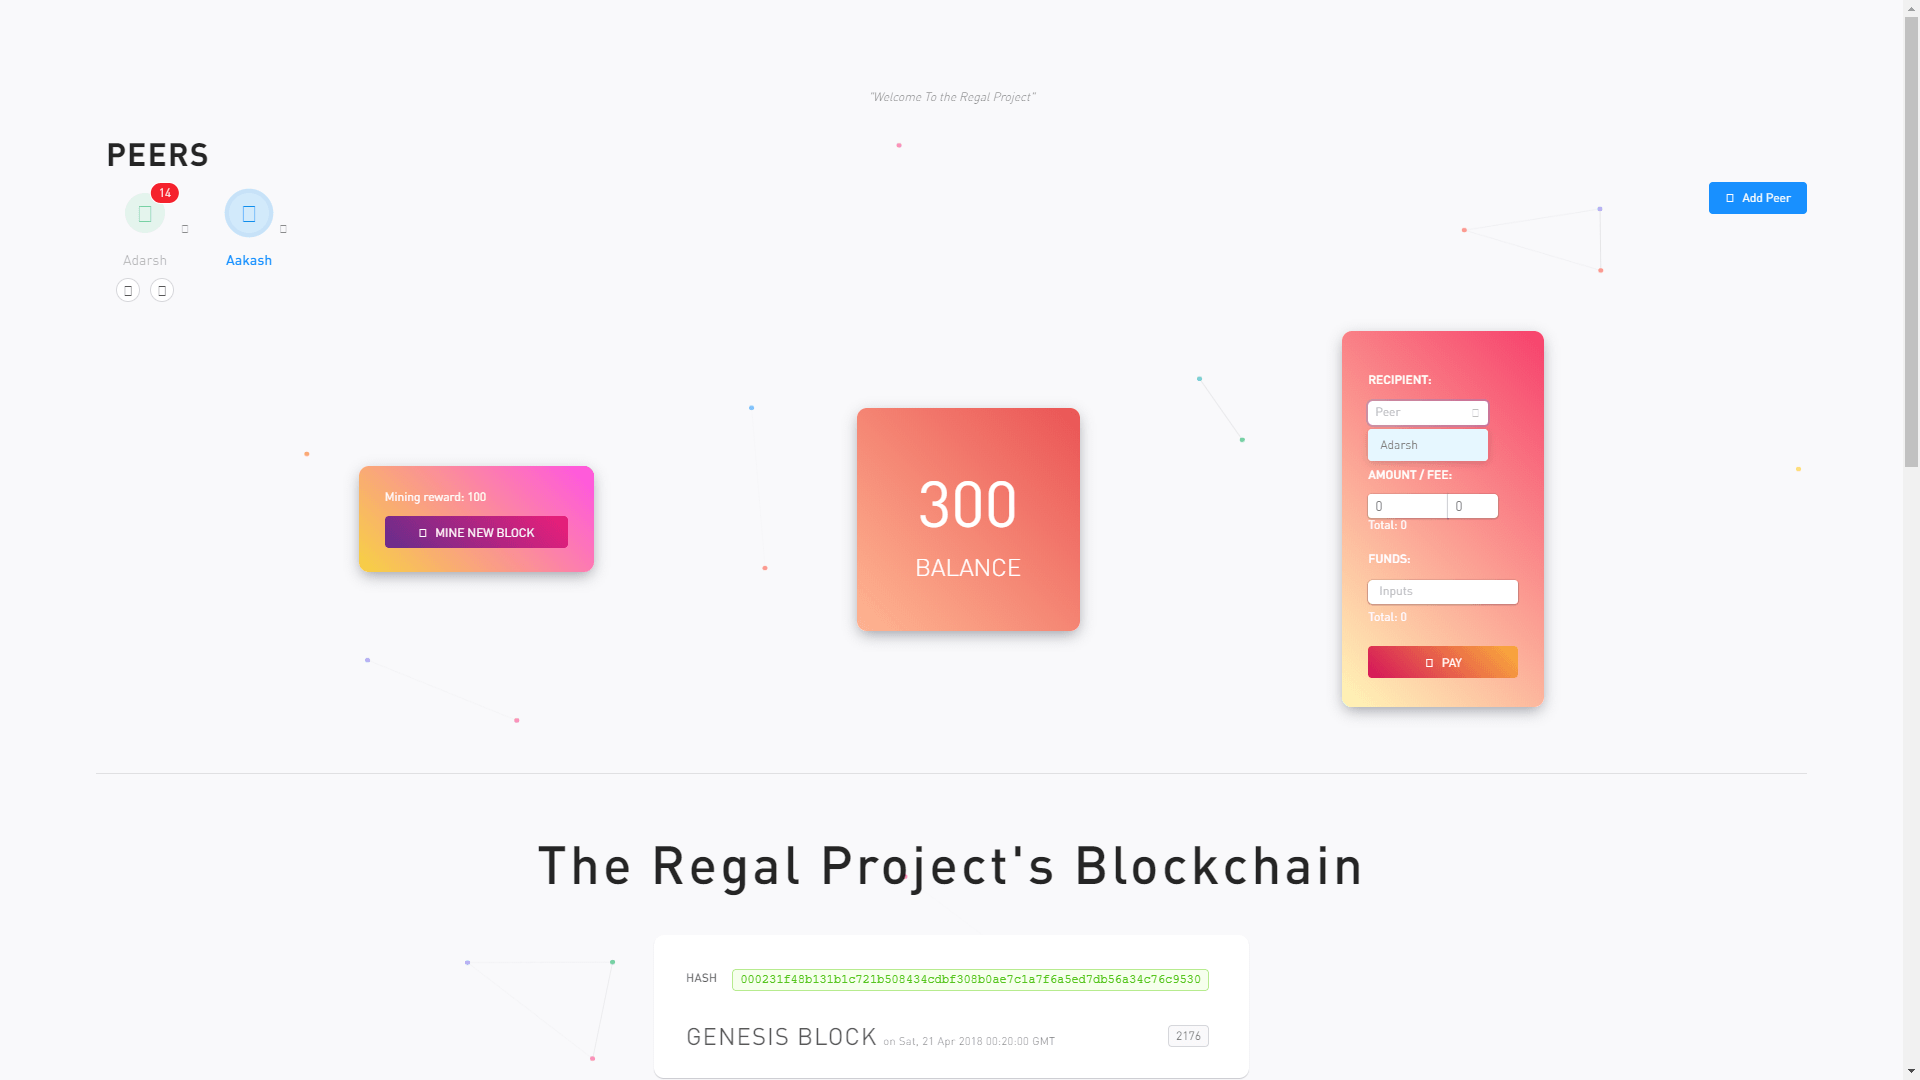 "Welcome To the Regal Project"
PEERS
14
Adarsh
Aakash
Add Peer
Mining reward: 100
MINE NEW BLOCK
300
BALANCE
RECIPIENT:
Peer
Adarsh
AMOUNT / FEE:
0 0
Total: 0
FUNDS:
Inputs
Total: 0
PAY
The Regal Project's Blockchain
HASH 000231f48b131b1c721b508434cdbf308b0ae7c1a7f6a5ed7db56a34c76c9530
GENESIS BLOCK on Sat, 21 Apr 2018 00:20:00 GMT 2176